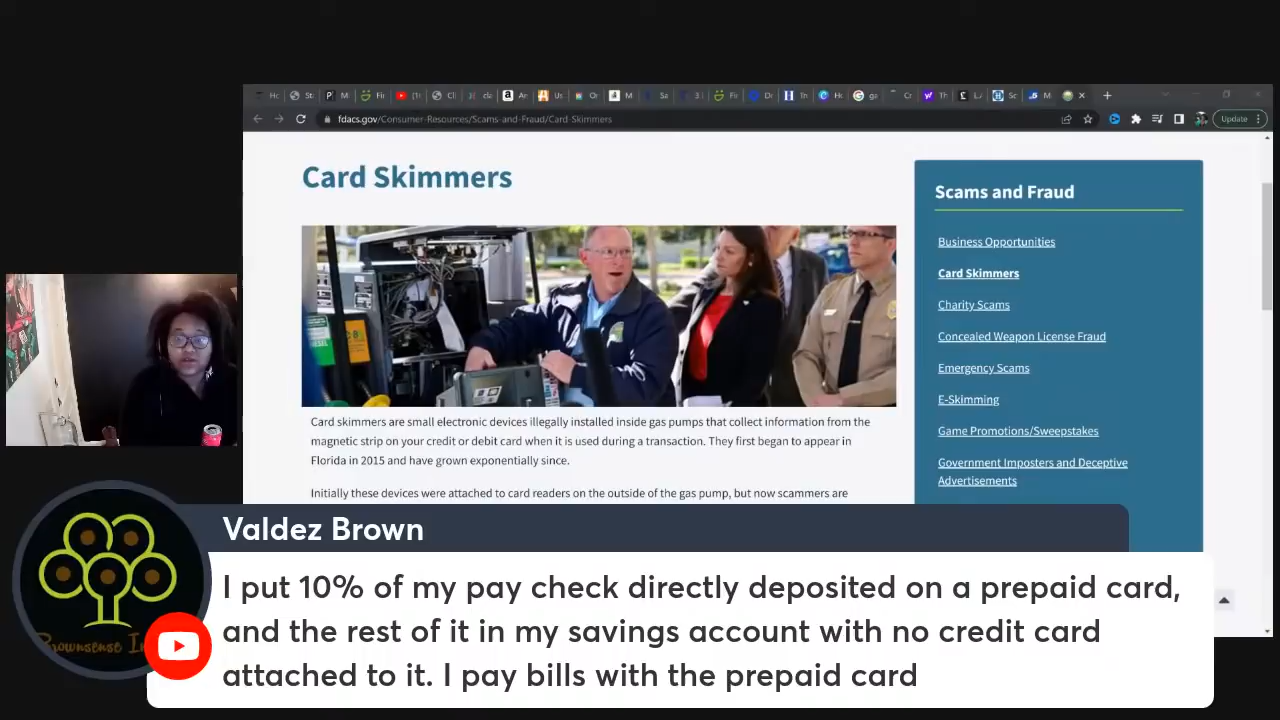 Update
fdacs.gov/Consumer-Resources/Scams-and-Fraud/Card-Skimmers
Card Skimmers
Card skimmers are small electronic devices illegally installed inside gas pumps that collect information from the
magnetic strip on your credit or debit card when it is used during a transaction. They first began to appear in
Florida in 2015 and have grown exponentially since.
Initially these devices were attached to card readers on the outside of the gas pump, but now scammers are
Scams and Fraud
Business Opportunities
Card Skimmers
Charity Scams
Concealed Weapon License Fraud
Emergency Scams
E-Skimming
Game Promotions/Sweepstakes
Government Imposters and Deceptive
Advertisements
Valdez Brown
I put 10% of my pay check directly deposited on a prepaid card,
and the rest of it in my savings account with no credit card
attached to it. I pay bills with the prepaid card